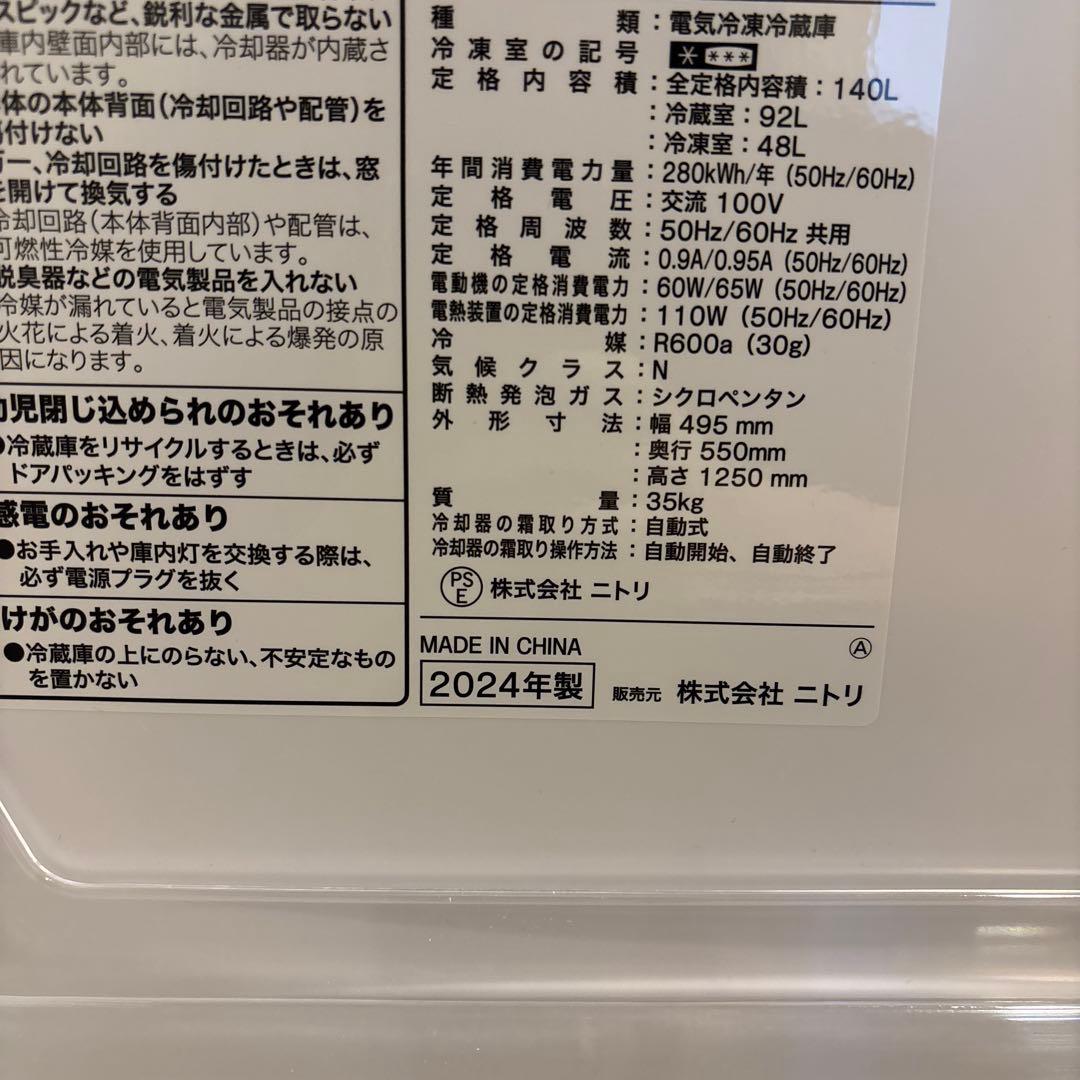 スピックなど、鋭利な金属で取らない
庫内壁面内部には、冷却器が内蔵さ
れています。
体の本体背面（冷却回路や配管）を
付けない
一、冷却回路を傷付けたときは、窓
を開けて換気する
冷却回路（本体背面内部）や配管は、
可燃性冷媒を使用しています。
脱臭器などの電気製品を入れない
冷媒が漏れていると電気製品の接点の
火花による着火、着火による爆発の原
因になります。
幼児閉じ込められのおそれあり
●冷蔵庫をリサイクルするときは、必ず
ドアパッキングをはずす
感電のおそれあり
●お手入れや庫内灯を交換する際は、
必ず電源プラグを抜く
けがのおそれあり
●冷蔵庫の上にのらない、不安定なもの
を置かない
種類：電気冷凍冷蔵庫
冷凍室の記号 * ***
定格内容積：全定格内容積：140L
：冷蔵室：92L
：冷凍室：48L
年間消費電力量：280kWh/年（50Hz/60Hz）
定格電圧：交流 100V
定格周波数：50Hz/60Hz 共用
定格電流：0.9A/0.95A（50Hz/60Hz）
電動機の定格消費電力：60W/65W（50Hz/60Hz）
電熱装置の定格消費電力：110W（50Hz/60Hz）
冷媒：R600a（30g）
気候クラス：N
断熱発泡ガス：シクロペンタン
外形寸法：幅 495 mm
：奥行 550mm
：高さ 1250 mm
質量：35kg
冷却器の霜取り方式：自動式
冷却器の霜取り操作方法：自動開始、自動終了
PSE 株式会社 ニトリ
MADE IN CHINA Ⓐ
2024年製 販売元 株式会社 ニトリ